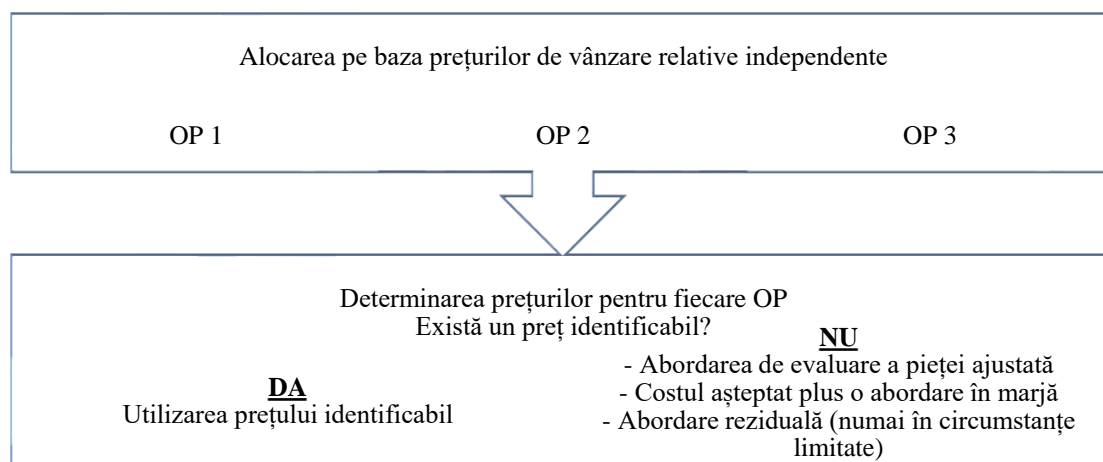 Alocarea pe baza prețurilor de vânzare relative independente
OP 1 OP 2 OP 3
Determinarea prețurilor pentru fiecare OP
Există un preț identificabil?
DA
Utilizarea prețului identificabil
NU
- Abordarea de evaluare a pieței ajustată
- Costul așteptat plus o abordare în marjă
- Abordare reziduală (numai în circumstanțe
limitate)